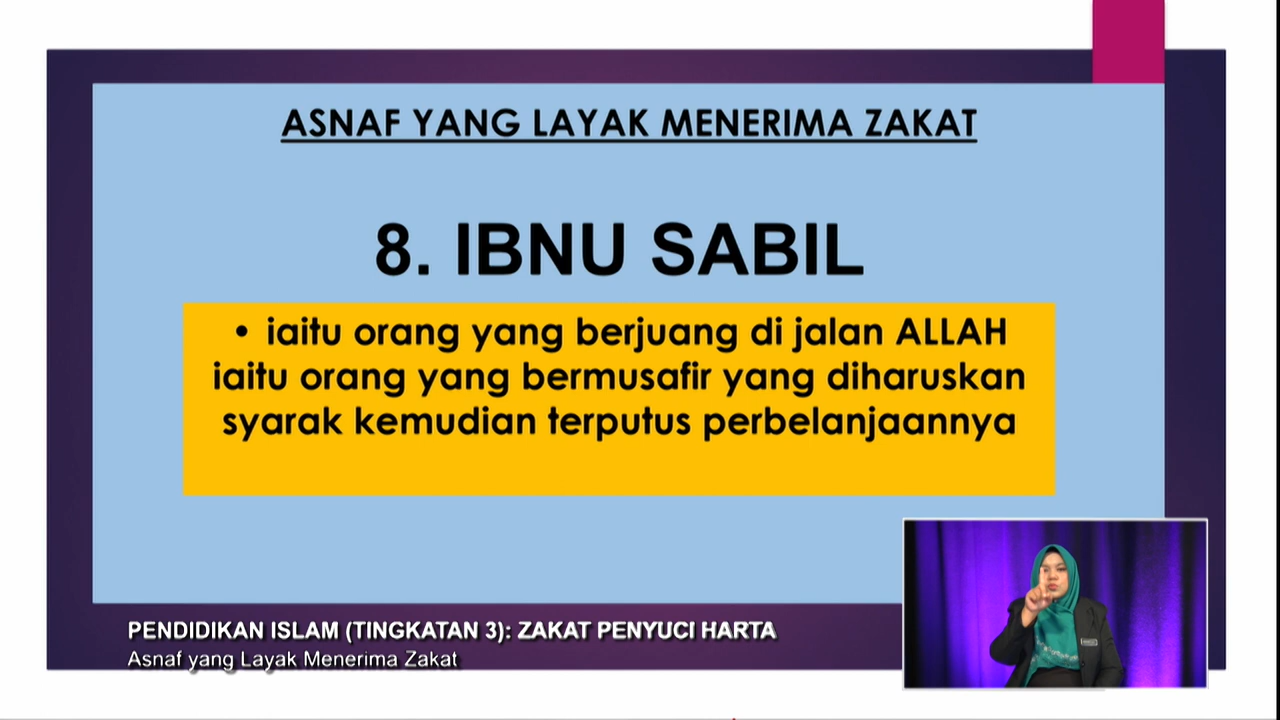 ASNAF YANG LAYAK MENERIMA ZAKAT
8. IBNU SABIL
• iaitu orang yang berjuang di jalan ALLAH
iaitu orang yang bermusafir yang diharuskan
syarak kemudian terputus perbelanjaannya
PENDIDIKAN ISLAM (TINGKATAN 3): ZAKAT PENYUCI HARTA
Asnaf yang Layak Menerima Zakat